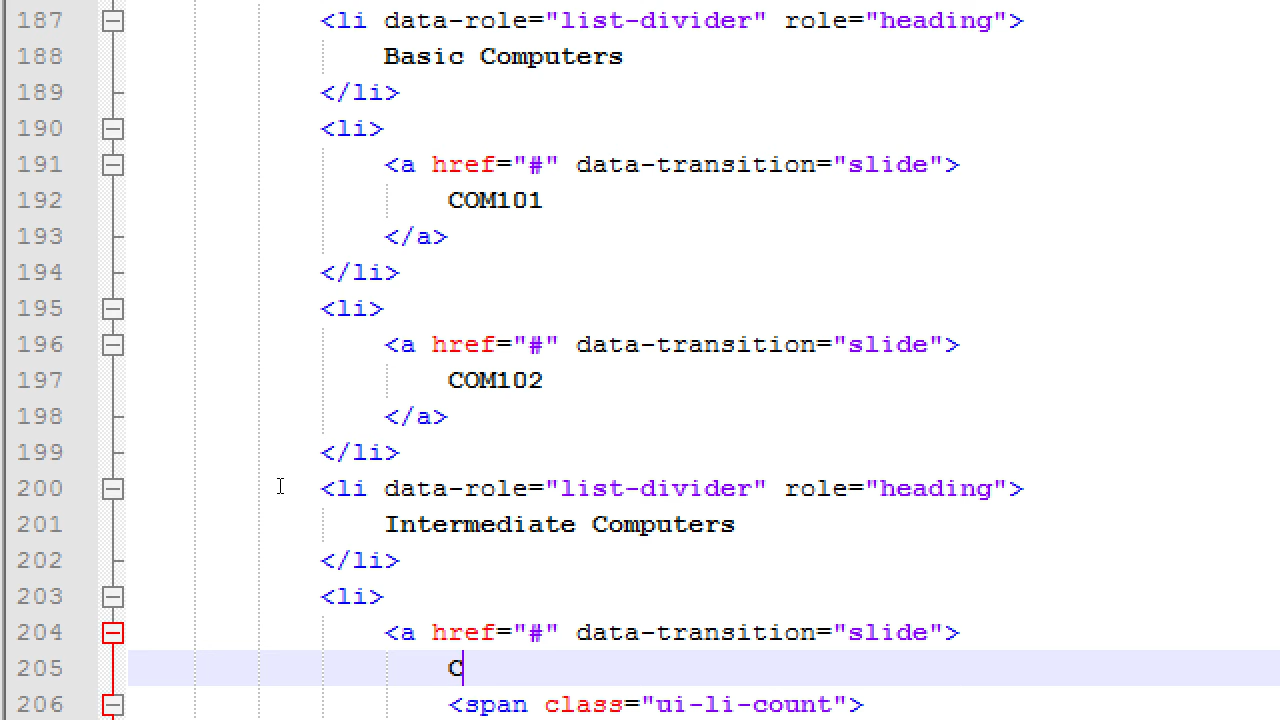 187 <li data-role="list-divider" role="heading">
188 Basic Computers
189 </li>
190 <li>
191 <a href="#" data-transition="slide">
192 COM101
193 </a>
194 </li>
195 <li>
196 <a href="#" data-transition="slide">
197 COM102
198 </a>
199 </li>
200 <li data-role="list-divider" role="heading">
201 Intermediate Computers
202 </li>
203 <li>
204 <a href="#" data-transition="slide">
205 C
206 <span class="ui-li-count">